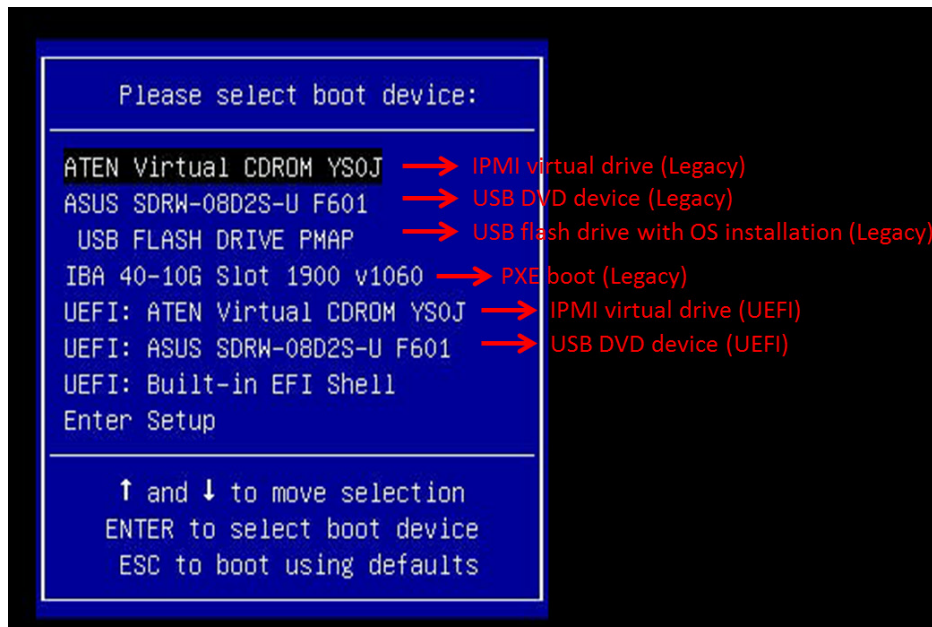 Please select boot device:
ATEN Virtual CDROM YS0J IPMI virtual drive (Legacy)
ASUS SDRW-08D2S-U F601 USB DVD device (Legacy)
USB FLASH DRIVE PMAP USB flash drive with OS installation (Legacy)
IBA 40-10G Slot 1900 v1060 PXE boot (Legacy)
UEFI: ATEN Virtual CDROM YS0J IPMI virtual drive (UEFI)
UEFI: ASUS SDRW-08D2S-U F601 USB DVD device (UEFI)
UEFI: Built-in EFI Shell
Enter Setup
↑ and ↓ to move selection
ENTER to select boot device
ESC to boot using defaults